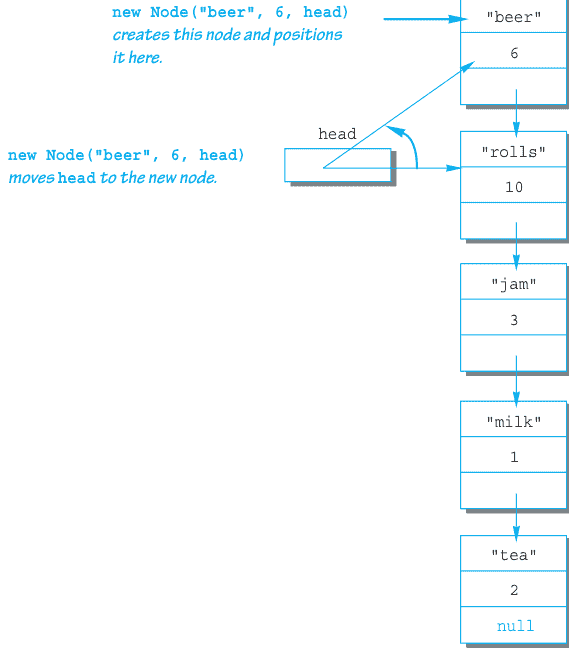 new Node("beer", 6, head)
creates this node and positions
it here.
"beer"
6
head
new Node("beer", 6, head)
moves head to the new node.
"rolls"
10
"jam"
3
"milk"
1
"tea"
2
null